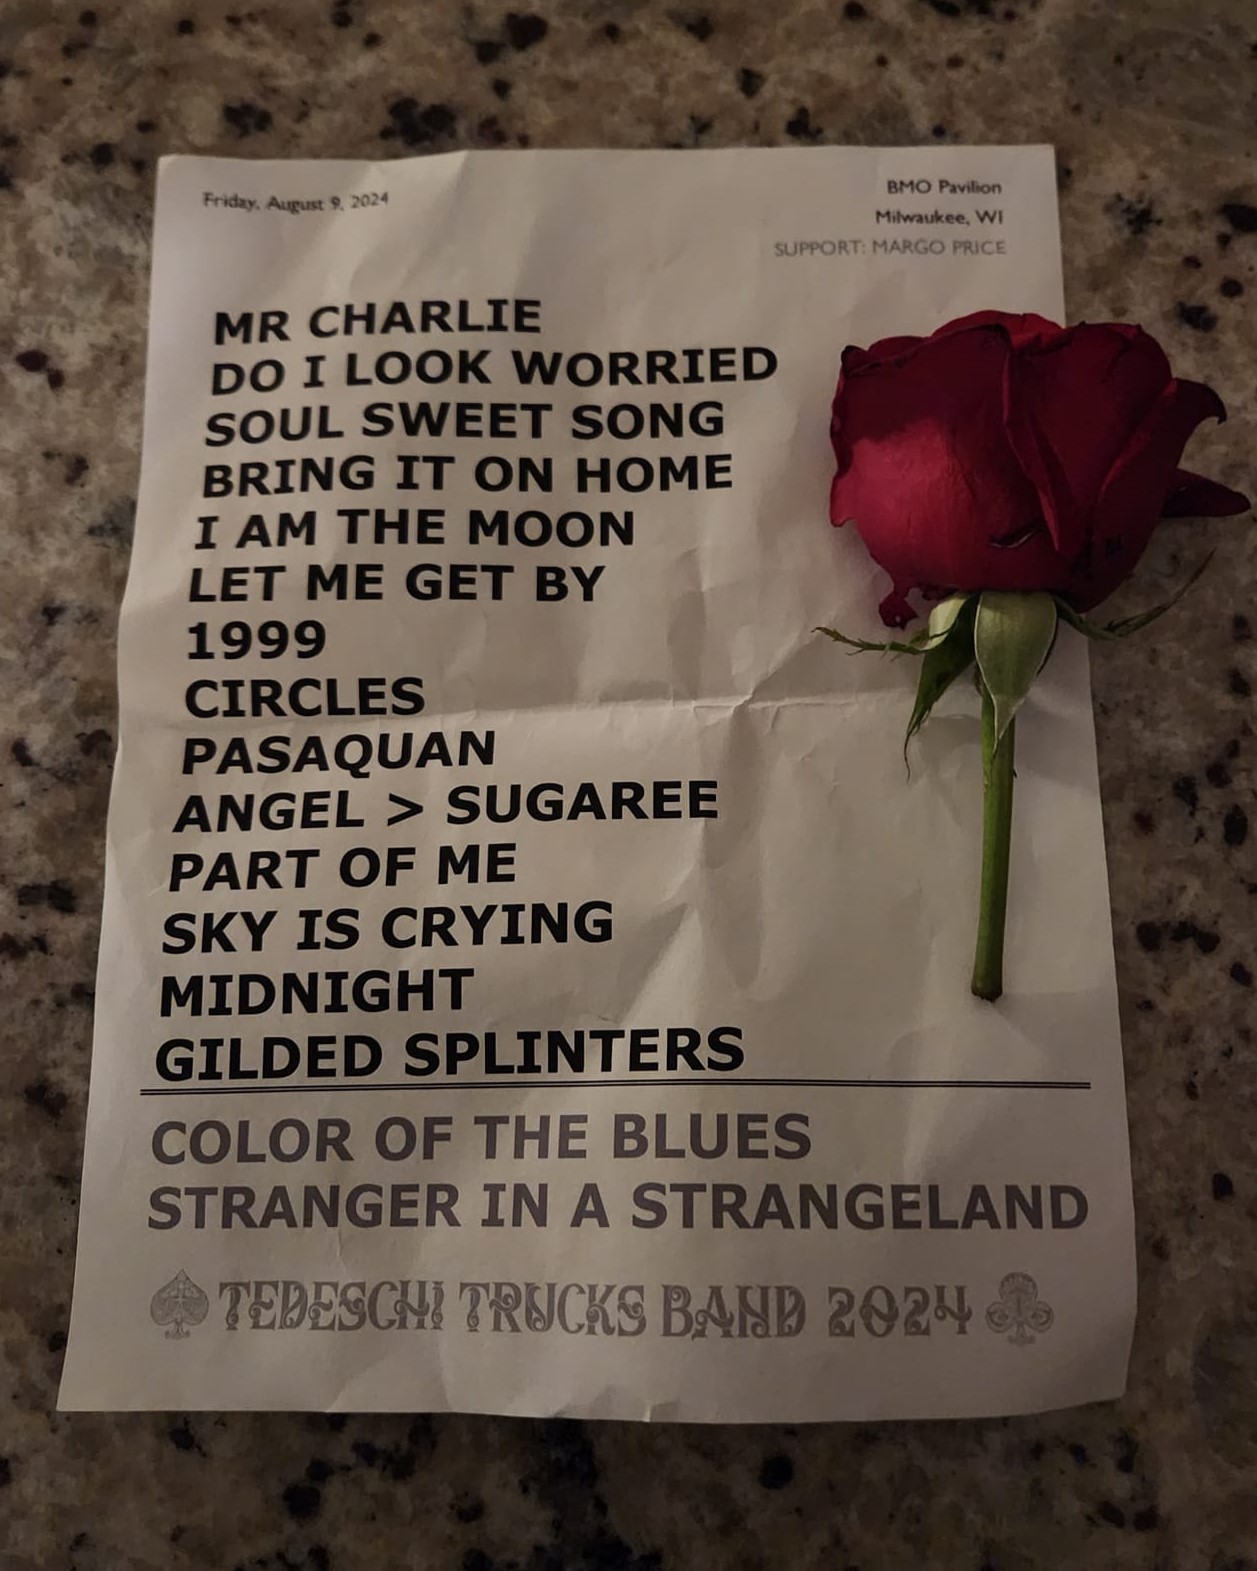 Friday, August 9, 2024
BMO Pavilion
Milwaukee, WI
SUPPORT: MARGO PRICE
MR CHARLIE
DO I LOOK WORRIED
SOUL SWEET SONG
BRING IT ON HOME
I AM THE MOON
LET ME GET BY
1999
CIRCLES
PASAQUAN
ANGEL > SUGAREE
PART OF ME
SKY IS CRYING
MIDNIGHT
GILDED SPLINTERS
COLOR OF THE BLUES
STRANGER IN A STRANGELAND
TEDESCHI TRUCKS BAND 2024